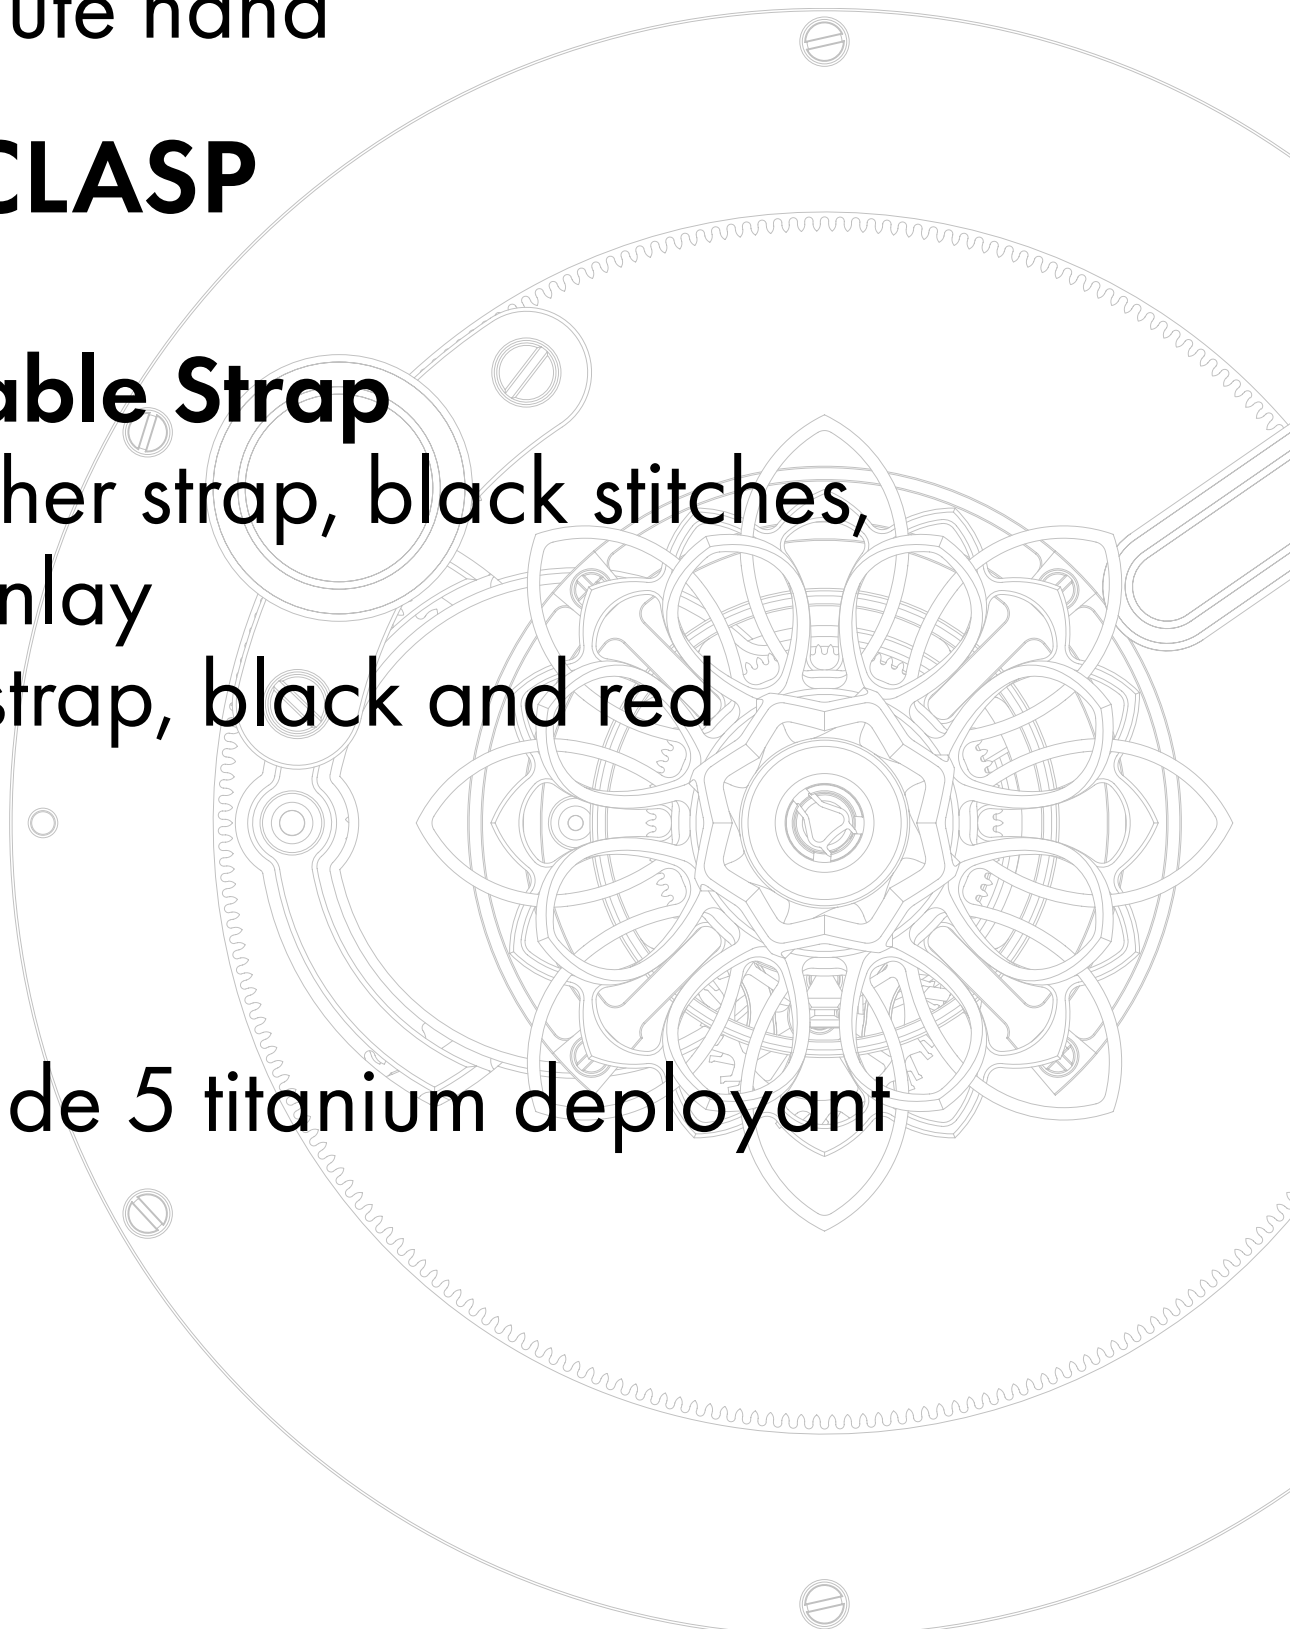 ute hand
CLASP
able Strap
her strap, black stitches,
nlay
strap, black and red
de 5 titanium deployant